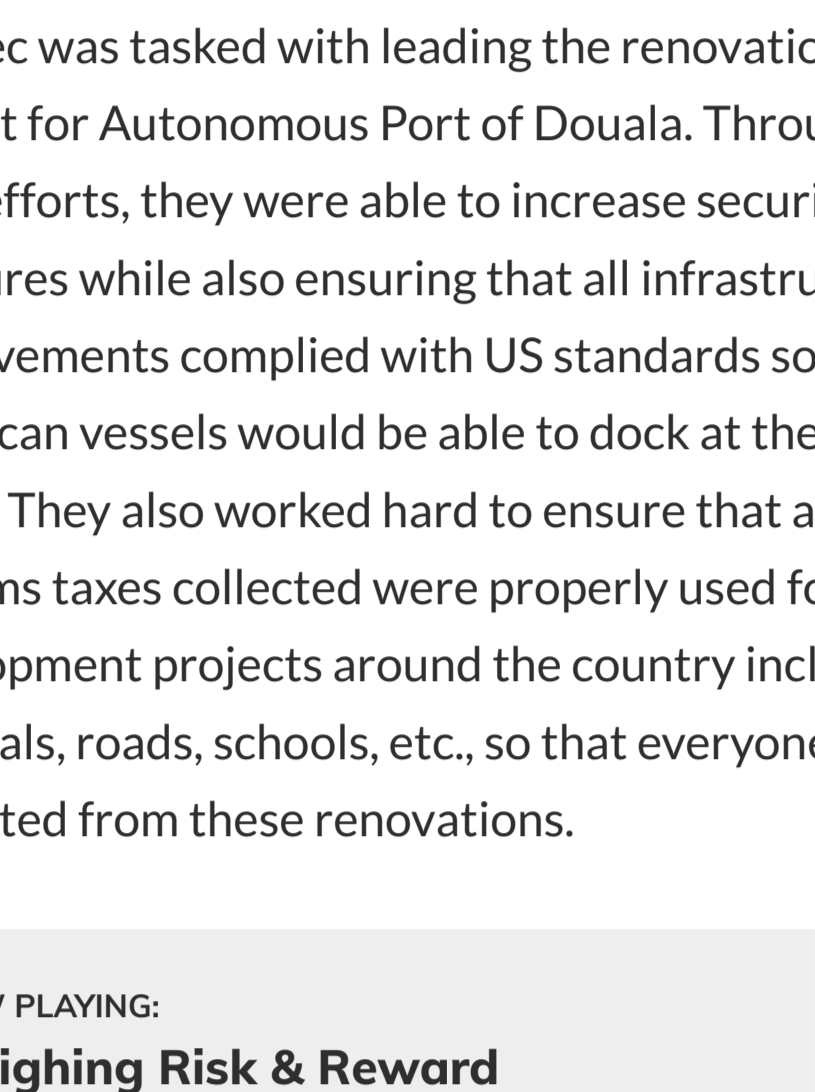 ec was tasked with leading the renovatio
t for Autonomous Port of Douala. Throu
efforts, they were able to increase securi
res while also ensuring that all infrastru
vements complied with US standards so
can vessels would be able to dock at the
They also worked hard to ensure that a
ms taxes collected were properly used fo
opment projects around the country incl
als, roads, schools, etc., so that everyone
ted from these renovations.
PLAYING:
ighing Risk & Reward